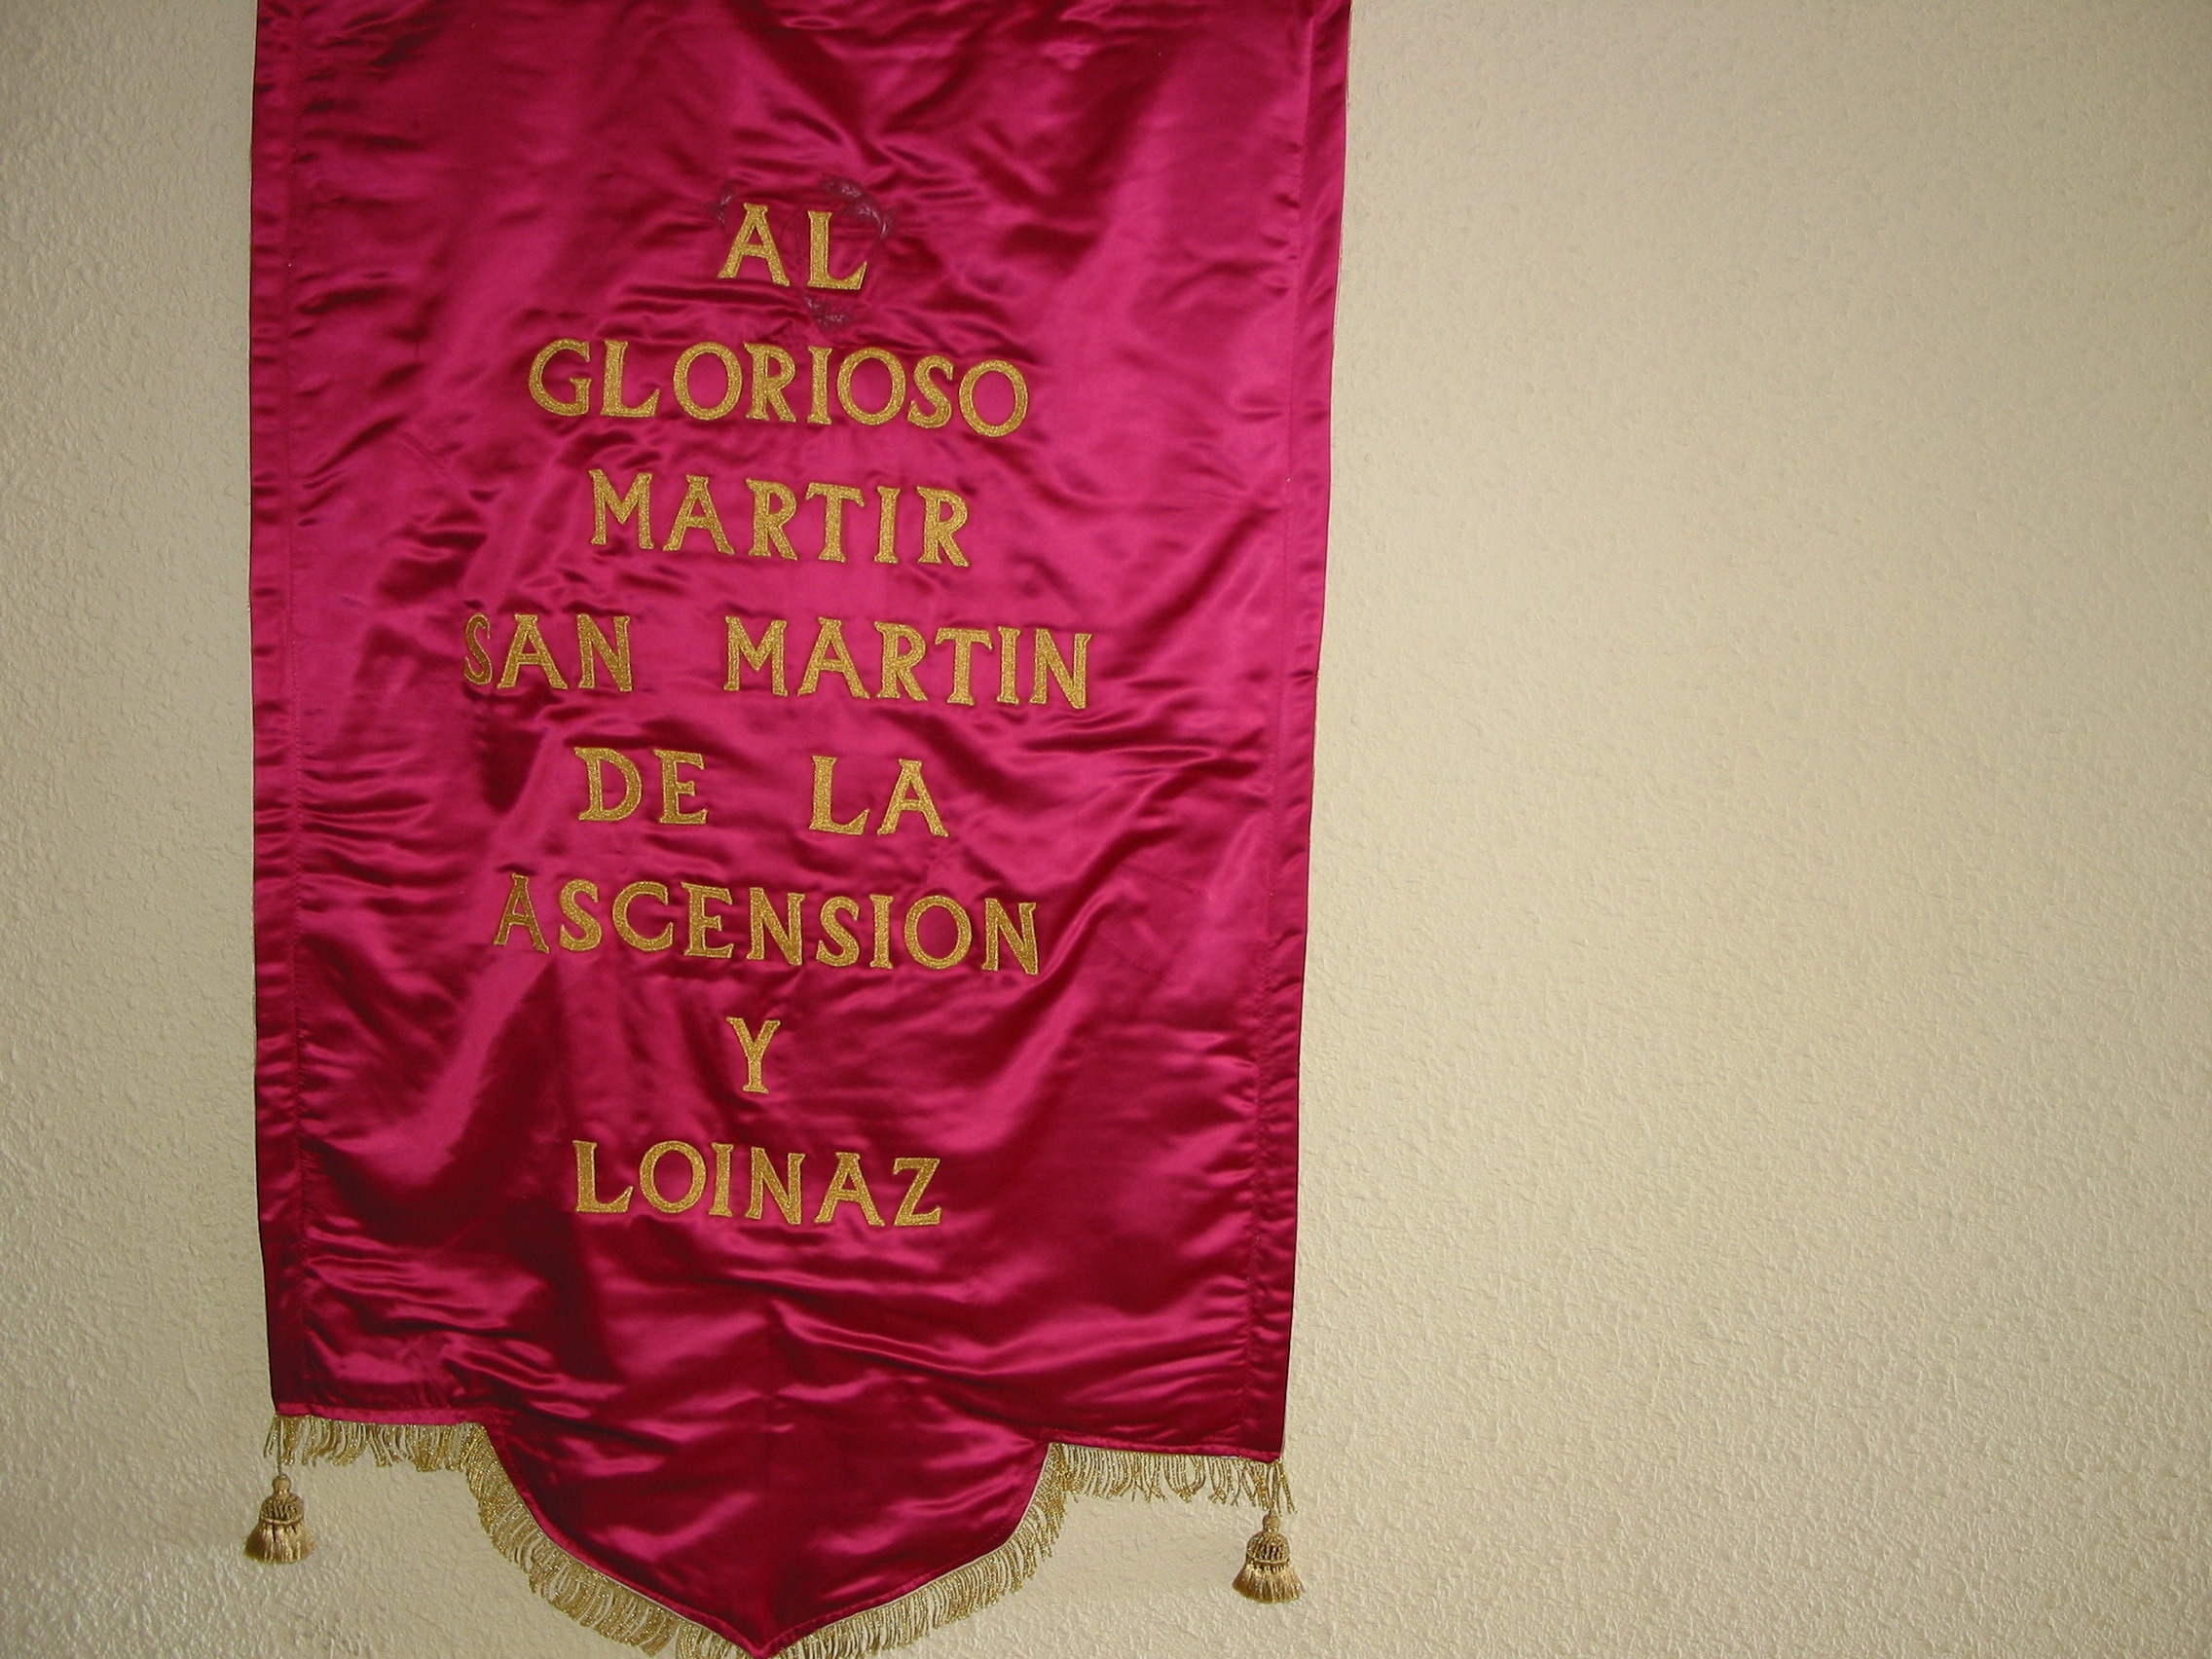 AL
GLORIOSO
MARTIR
SAN MARTIN
DE LA
ASCENSION
Y
LOINAZ